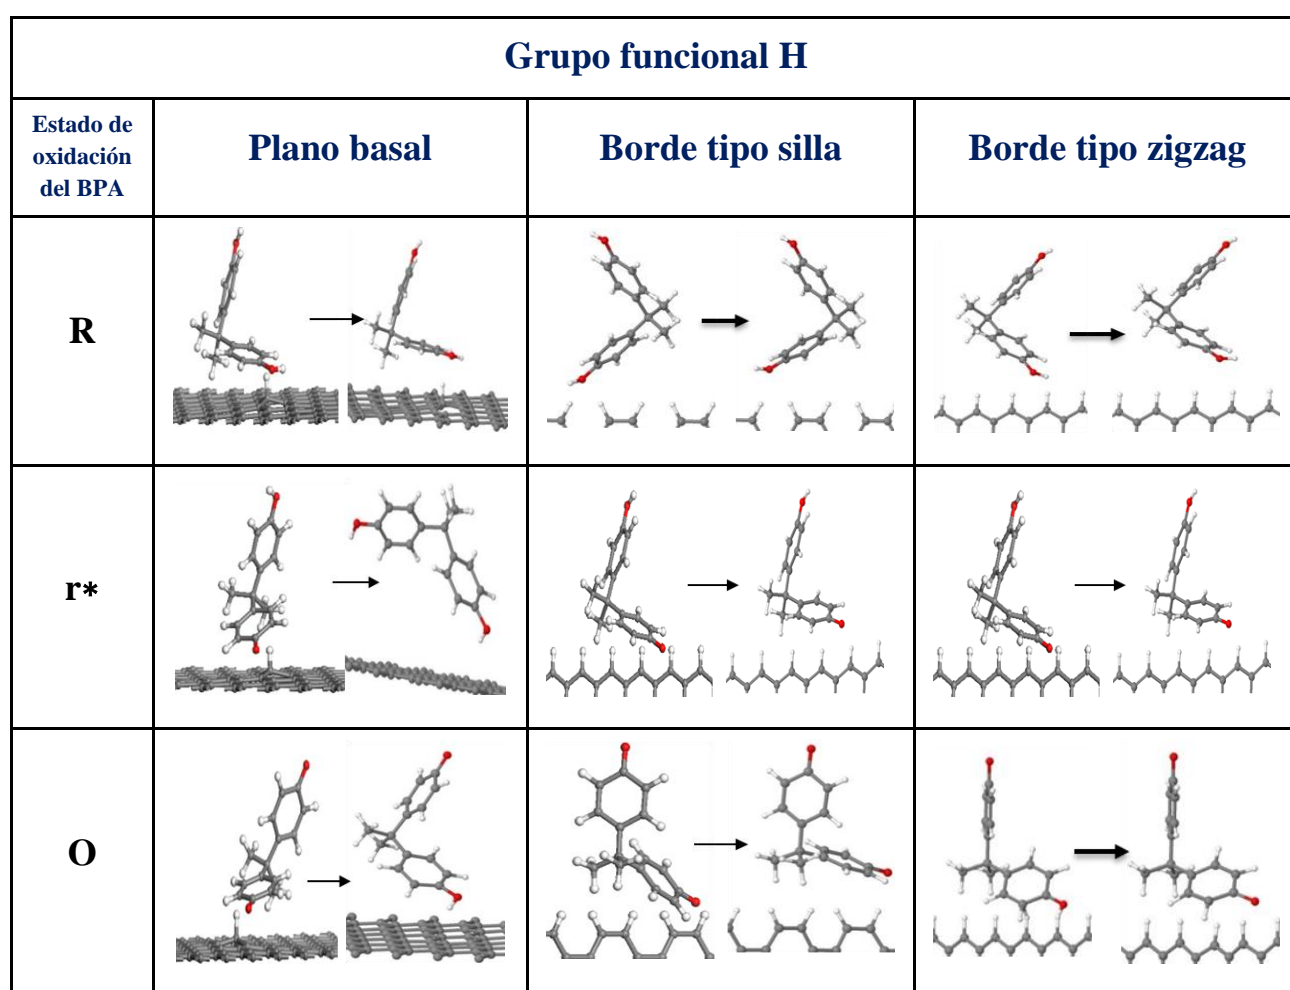 Grupo funcional H
Estado de
oxidación
del BPA
Plano basal
Borde tipo silla
Borde tipo zigzag
R
r*
O